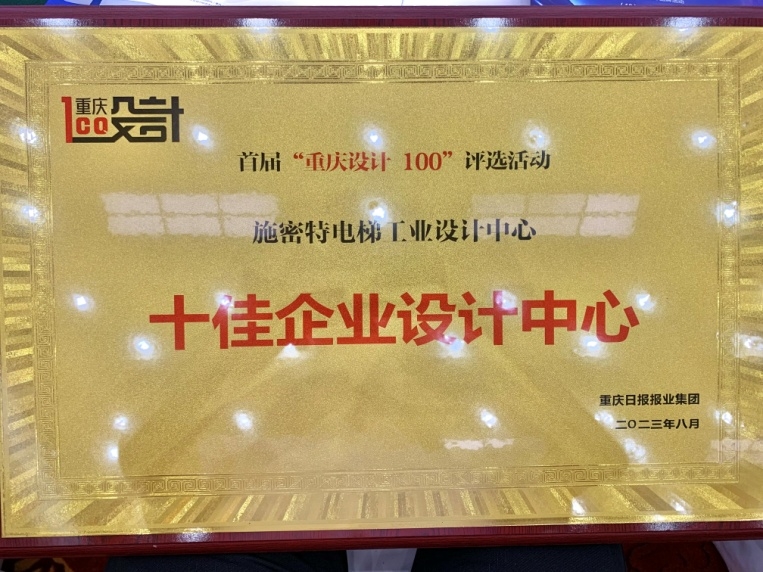 重庆
CQ设计
首届“重庆设计 100”评选活动
施密特电梯工业设计中心
十佳企业设计中心
重庆日报报业集团
二〇二三年八月